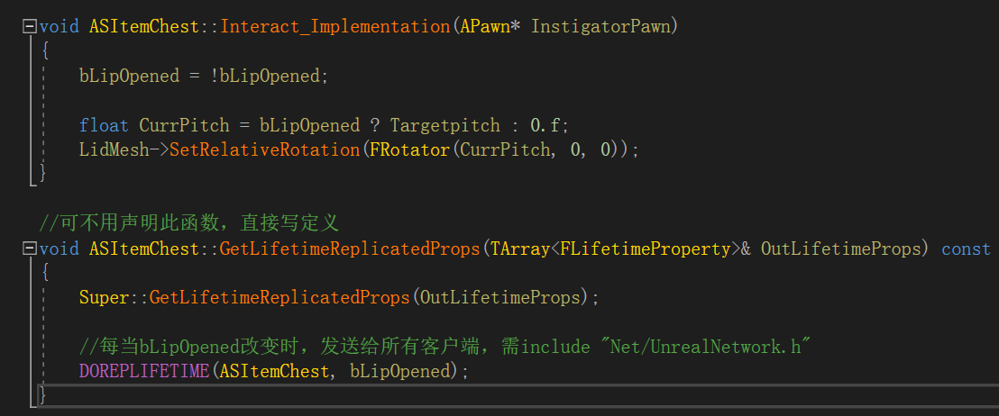 void ASItemChest::Interact_Implementation(APawn* InstigatorPawn)
{
bLipOpened = !bLipOpened;
float CurrPitch = bLipOpened ? Targetpitch : 0.f;
LidMesh->SetRelativeRotation(FRotator(CurrPitch, 0, 0));
}
//可不用声明此函数，直接写定义
void ASItemChest::GetLifetimeReplicatedProps(TArray<FLifetimeProperty>& OutLifetimeProps) const
{
Super::GetLifetimeReplicatedProps(OutLifetimeProps);
//每当bLipOpened改变时，发送给所有客户端，需include "Net/UnrealNetwork.h"
DOREPLIFETIME(ASItemChest, bLipOpened);
}